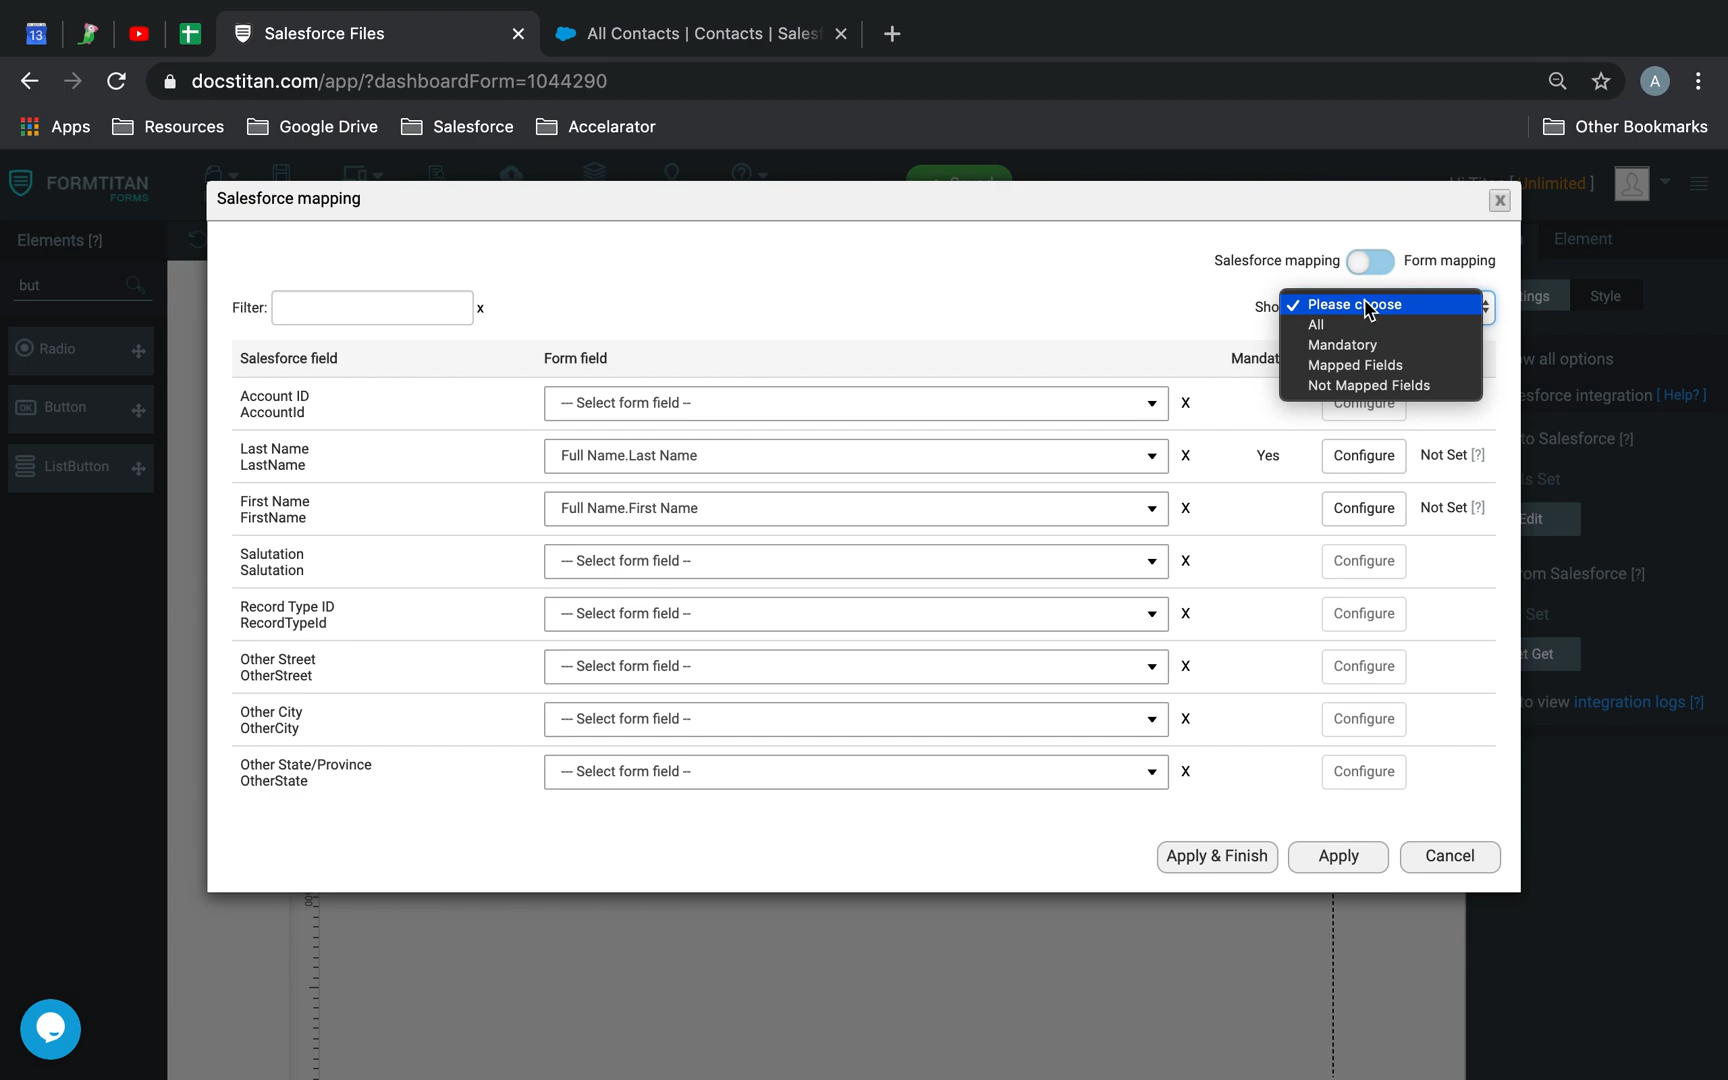 13
Salesforce Files
All Contacts | Contacts | Sales
docstitan.com/app/?dashboardForm=1044290
A
Apps
Resources
Google Drive
Salesforce
Accelarator
Other Bookmarks
FORMTITAN
FORMS
Unlimited ]
Salesforce mapping
X
Elements [?]
Element
Salesforce mapping
Form mapping
but
Filter:
x
Sho
Please choose
All
Mandatory
Mapped Fields
Not Mapped Fields
ings
Style
Radio
Button
ListButton
Salesforce field
Form field
Mandat
w all options
Account ID
AccountId
--- Select form field --
X
Configure
esforce integration [ Help? ]
Last Name
LastName
Full Name.Last Name
X
Yes
Configure
Not Set [?]
to Salesforce [?]
Is Set
First Name
FirstName
Full Name.First Name
X
Configure
Not Set [?]
Edit
Salutation
Salutation
--- Select form field --
X
Configure
om Salesforce [?]
Record Type ID
RecordTypeId
--- Select form field --
X
Configure
Set
Other Street
OtherStreet
--- Select form field --
X
Configure
et Get
Other City
OtherCity
--- Select form field --
X
Configure
to view integration logs [?]
Other State/Province
OtherState
--- Select form field --
X
Configure
Apply & Finish
Apply
Cancel